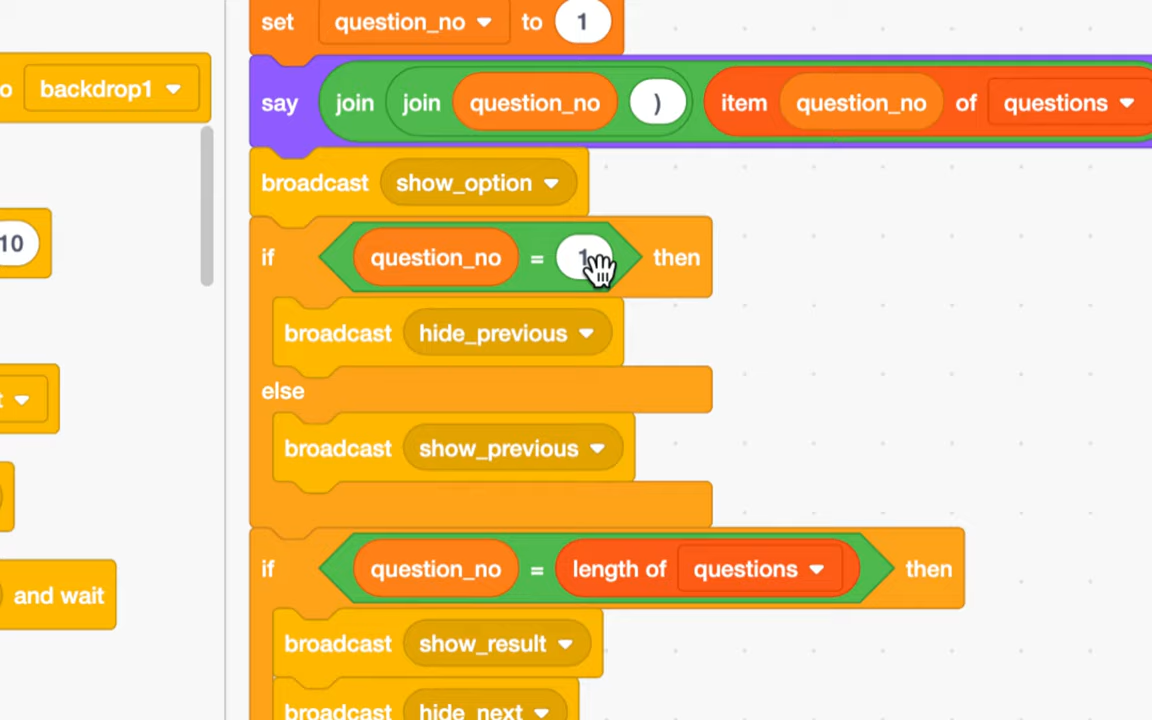 set question_no to 1
o backdrop1
say join join question_no ) item question_no of questions
broadcast show_option
10
if question_no = 1 then
broadcast hide_previous
else
t
broadcast show_previous
if question_no = length of questions then
and wait
broadcast show_result
broadcast hide_next